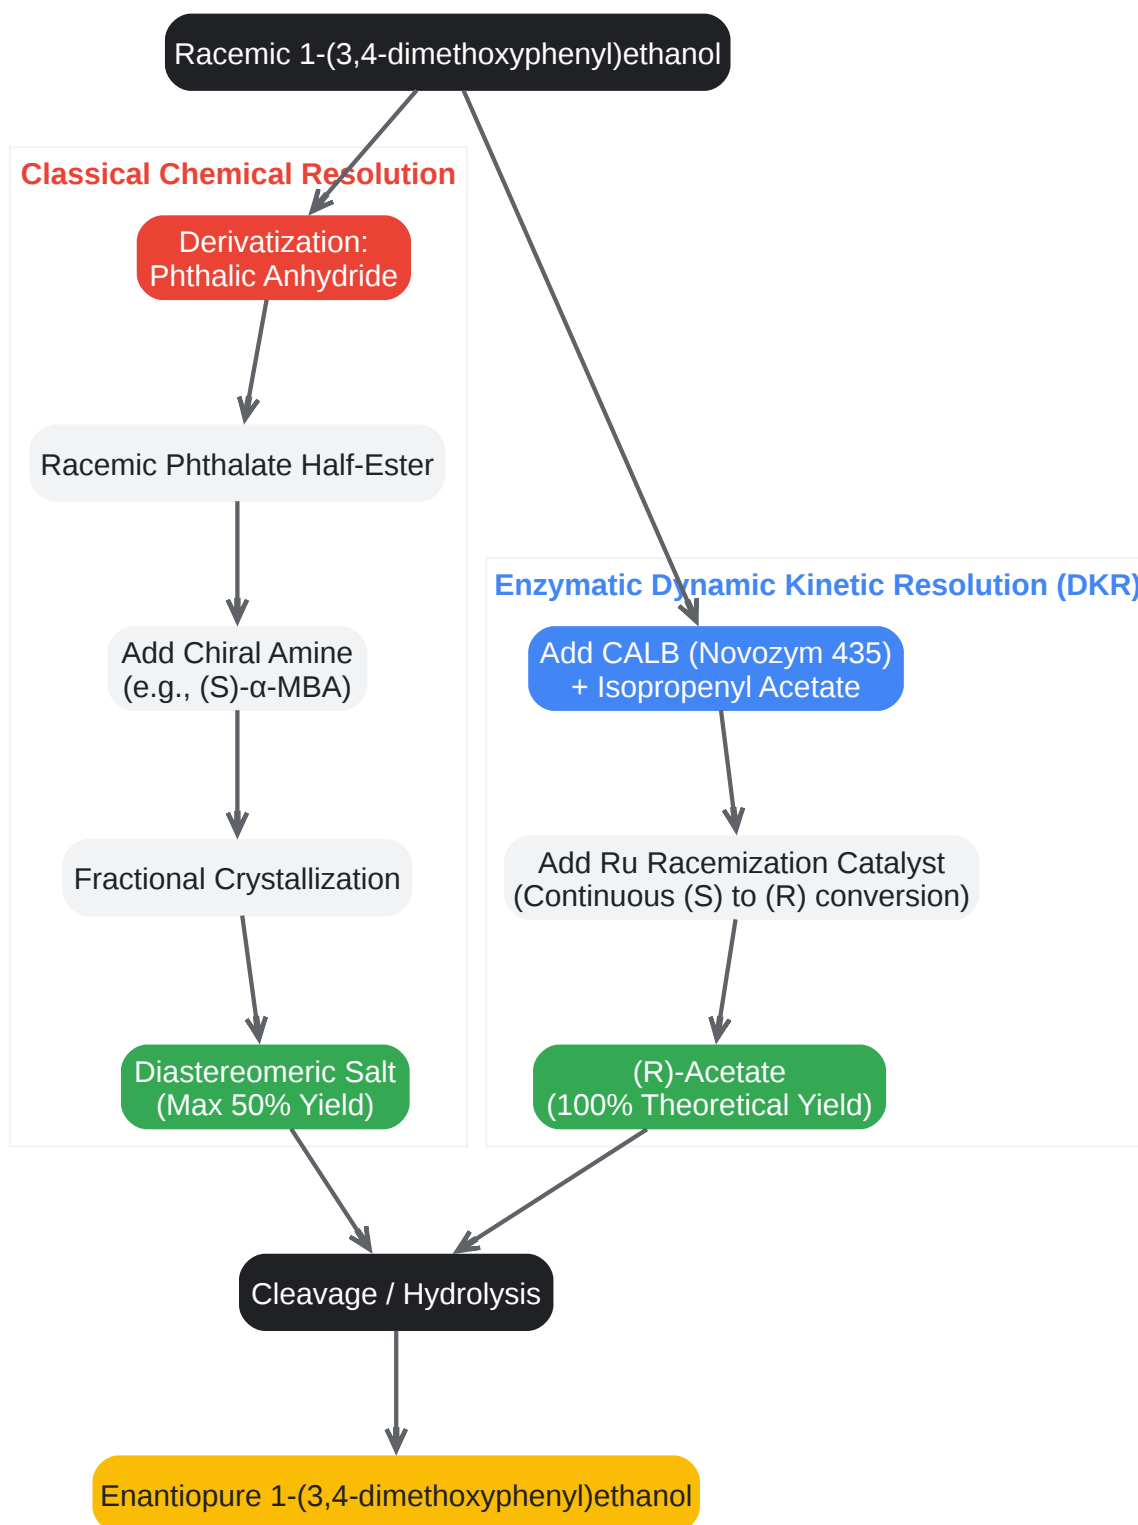 Racemic 1-(3,4-dimethoxyphenyl)ethanol
Classical Chemical Resolution
Derivatization:
Phthalic Anhydride
Racemic Phthalate Half-Ester
Add Chiral Amine
(e.g., (S)-α-MBA)
Fractional Crystallization
Diastereomeric Salt
(Max 50% Yield)
Enzymatic Dynamic Kinetic Resolution (DKR)
Add CALB (Novozym 435)
+ Isopropenyl Acetate
Add Ru Racemization Catalyst
(Continuous (S) to (R) conversion)
(R)-Acetate
(100% Theoretical Yield)
Cleavage / Hydrolysis
Enantiopure 1-(3,4-dimethoxyphenyl)ethanol